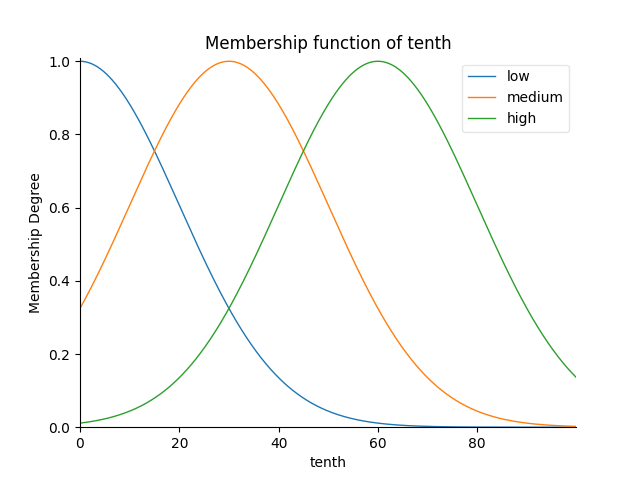 Membership function of tenth
low
medium
high
Membership Degree
1.0
0.8
0.6
0.4
0.2
0.0
0 20 40 60 80
tenth